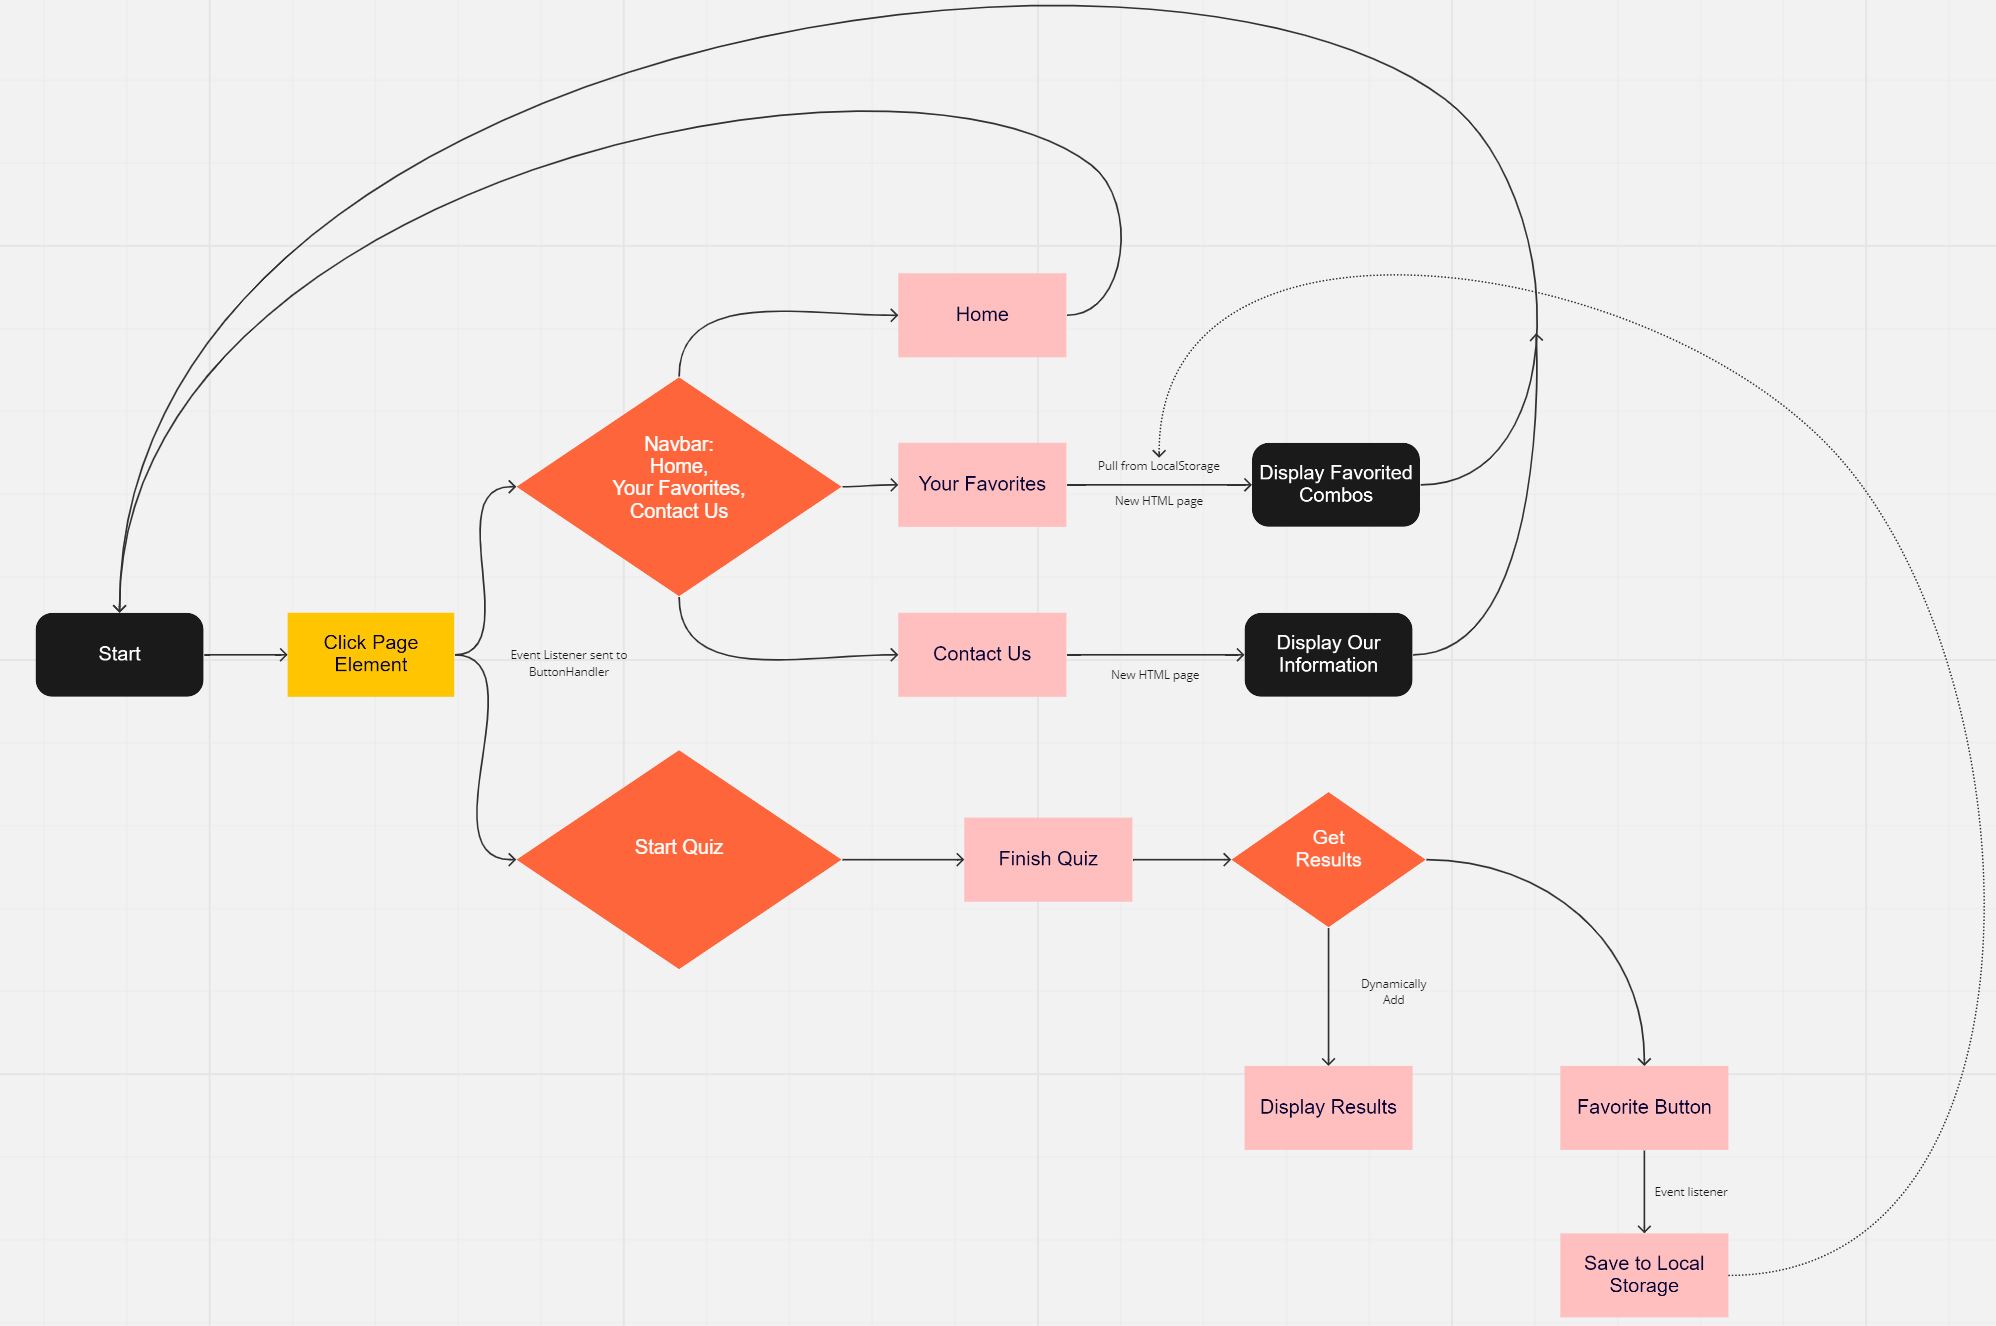 Home
Navbar:
Home,
Your Favorites,
Contact Us
Your Favorites
Pull from LocalStorage
New HTML page
Display Favorited
Combos
Start
Click Page
Element
Event Listener sent to
ButtonHandler
Contact Us
New HTML page
Display Our
Information
Start Quiz
Finish Quiz
Get
Results
Dynamically
Add
Display Results
Favorite Button
Event listener
Save to Local
Storage